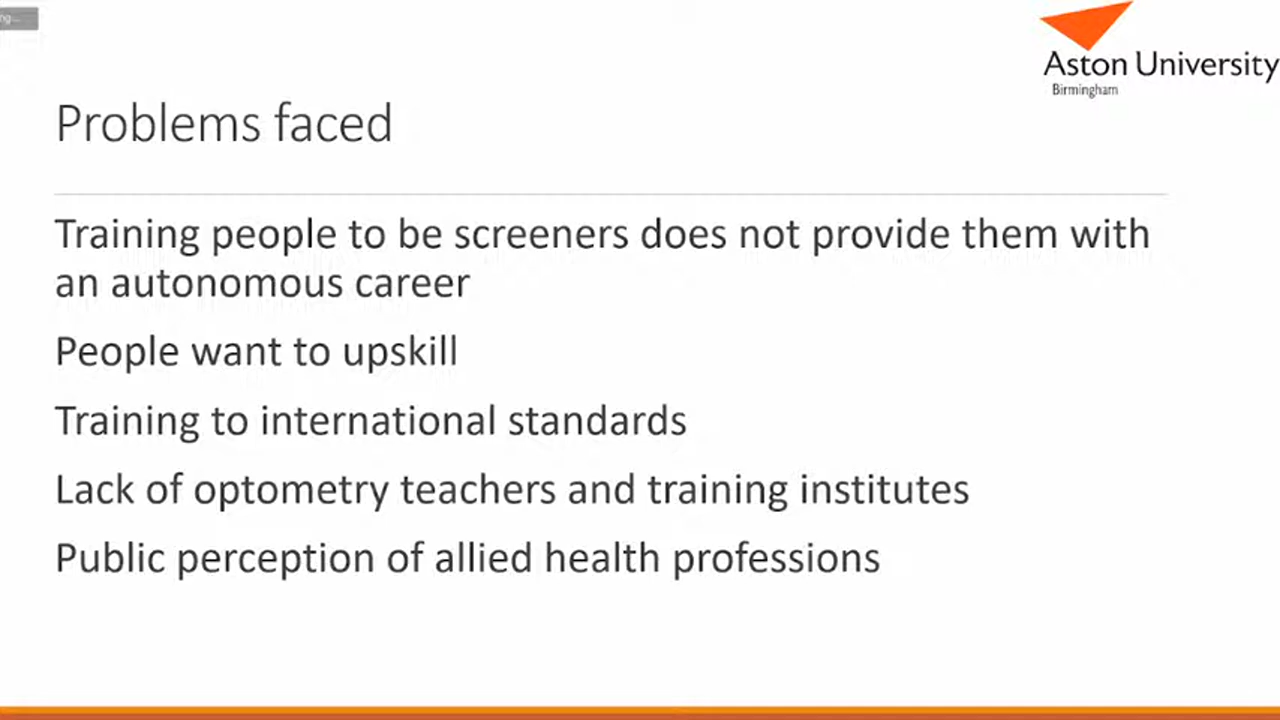 Aston University
Birmingham
Problems faced
Training people to be screeners does not provide them with
an autonomous career
People want to upskill
Training to international standards
Lack of optometry teachers and training institutes
Public perception of allied health professions